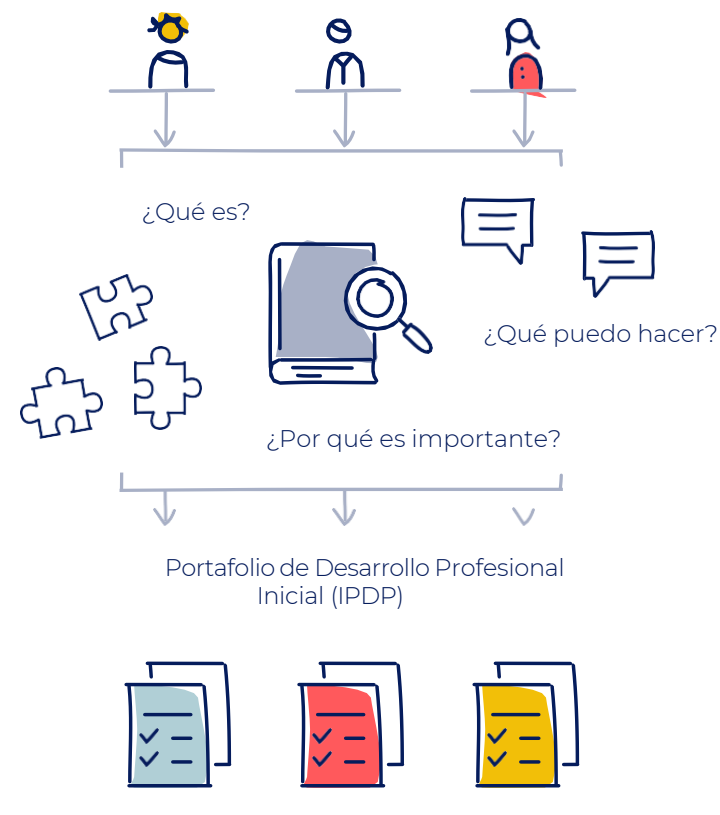 ¿Qué es?
¿Qué puedo hacer?
¿Por qué es importante?
Portafolio de Desarrollo Profesional
Inicial (IPDP)